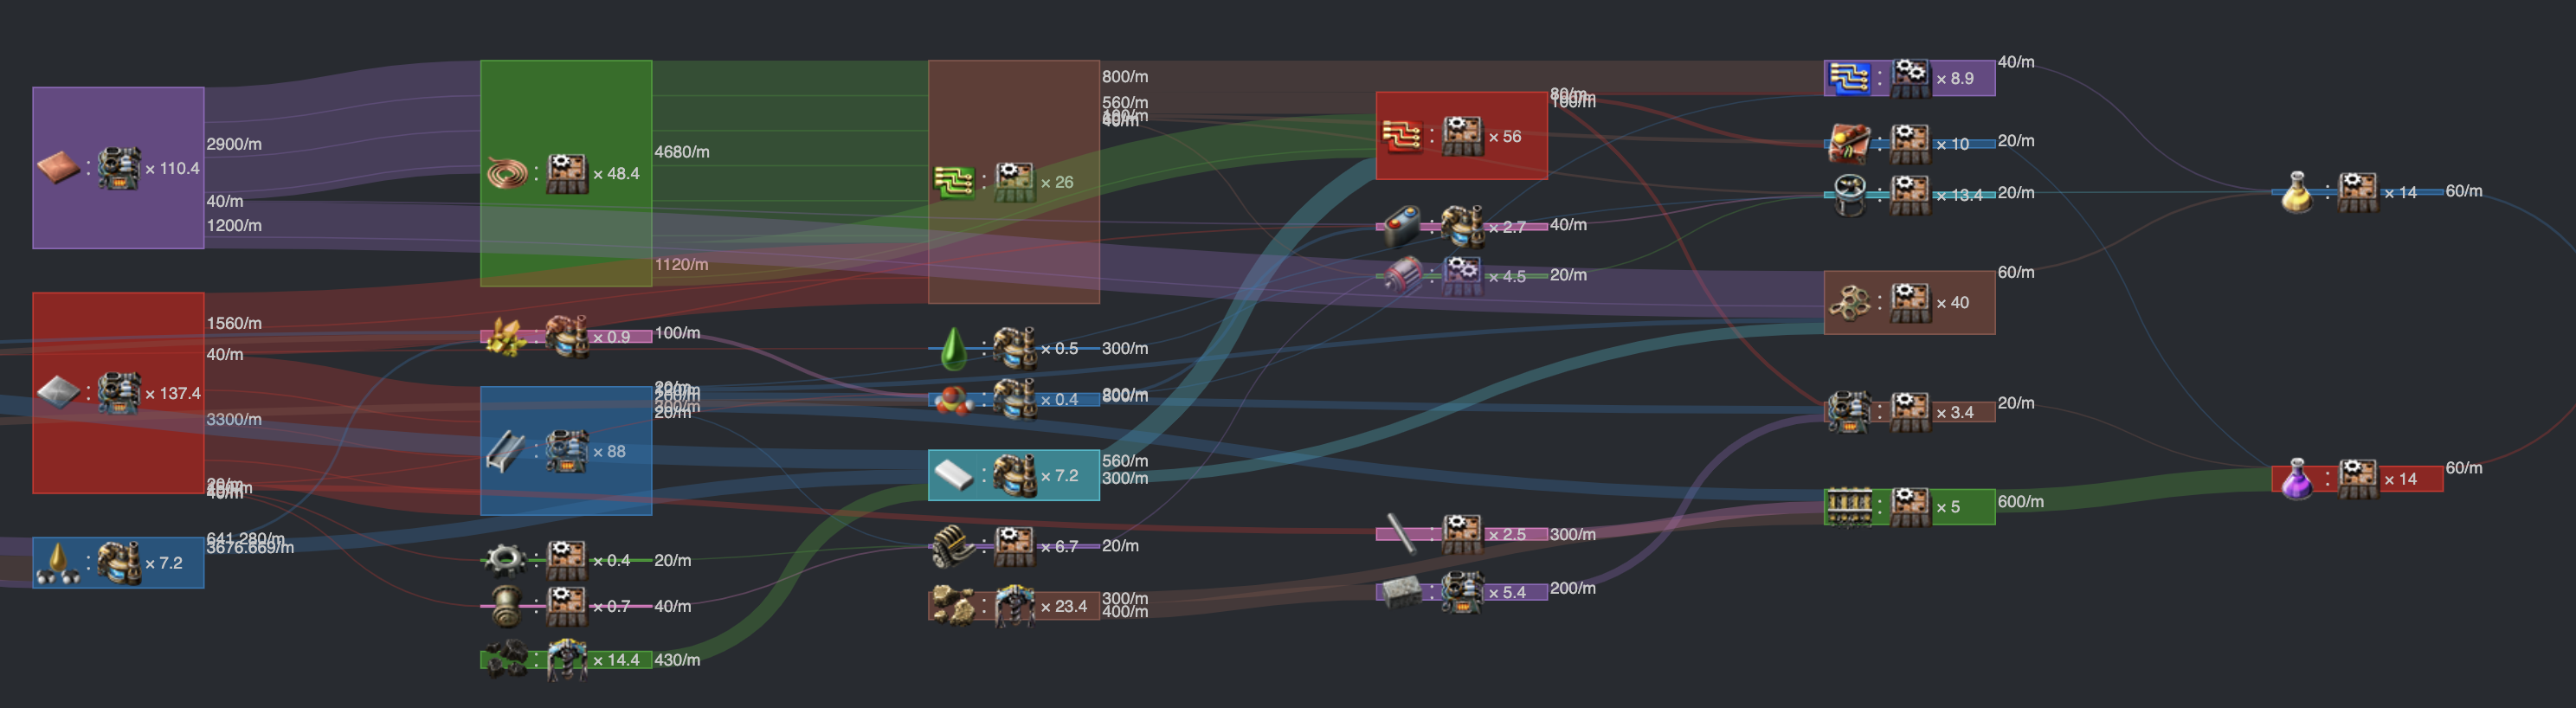 × 110.4
2900/m
40/m
1200/m
× 137.4
1560/m
40/m
3300/m
20/m
40/m
× 7.2
641.280/m
3676.669/m
× 48.4
4680/m
1120/m
× 0.9
100/m
× 88
20/m
200/m
20/m
× 0.4
20/m
× 0.7
40/m
× 14.4
430/m
× 26
800/m
560/m
40/m
× 0.5
300/m
× 0.4
800/m
× 7.2
560/m
300/m
× 6.7
20/m
× 23.4
300/m
400/m
× 56
80/m
100/m
× 2.7
40/m
× 4.5
20/m
× 2.5
300/m
× 5.4
200/m
× 8.9
40/m
× 10
20/m
× 13.4
20/m
× 40
60/m
× 3.4
20/m
× 5
600/m
× 14
60/m
× 14
60/m